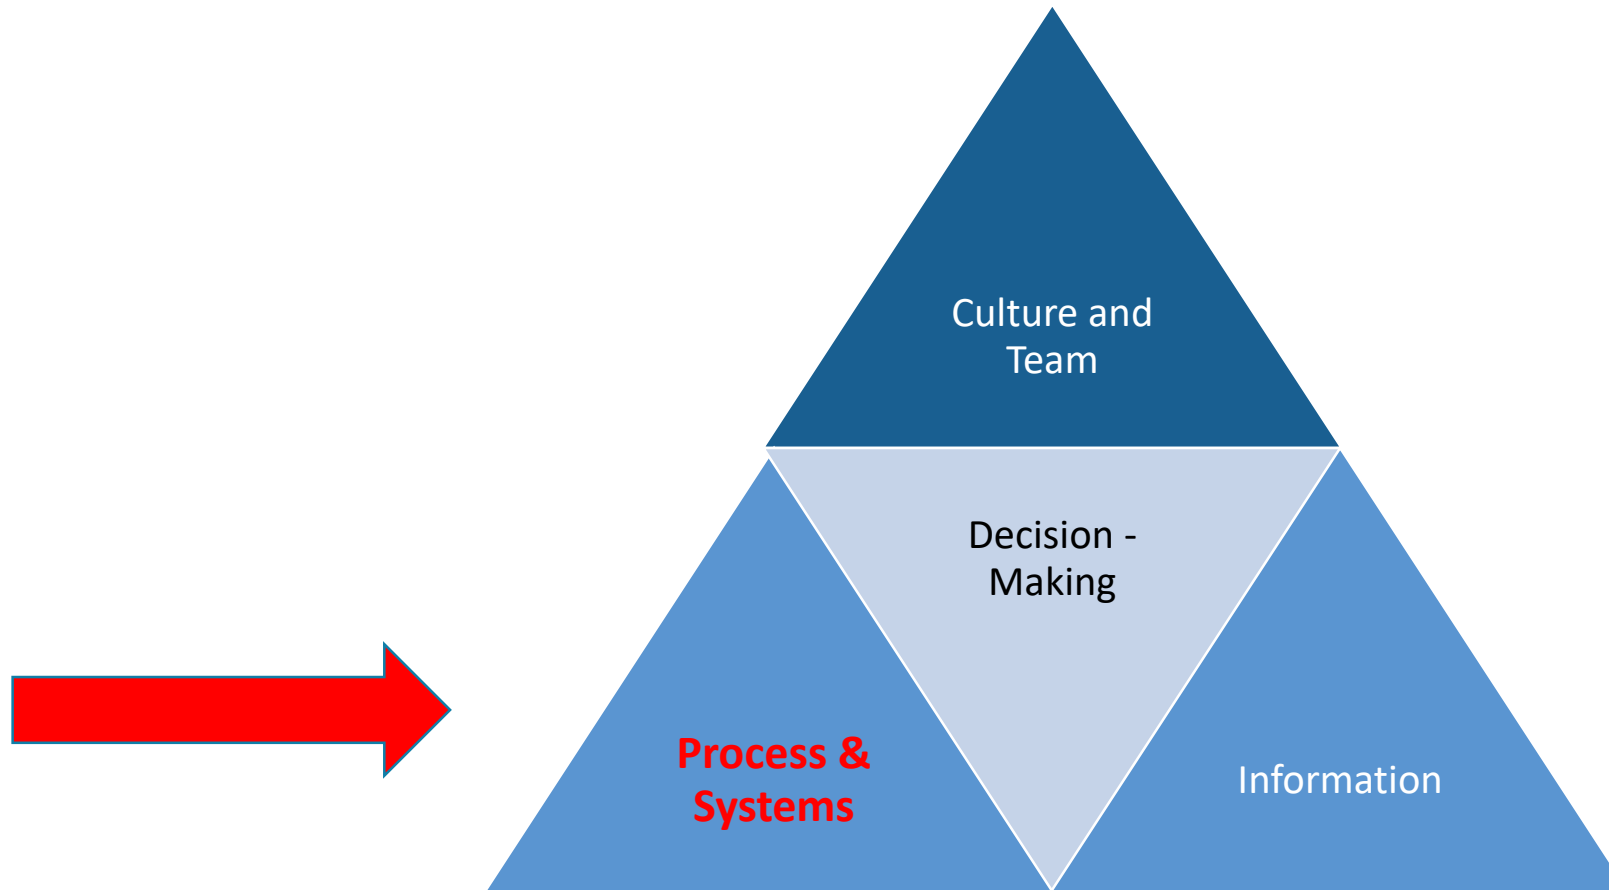 Culture and
Team
Decision -
Making
Process &
Systems
Information